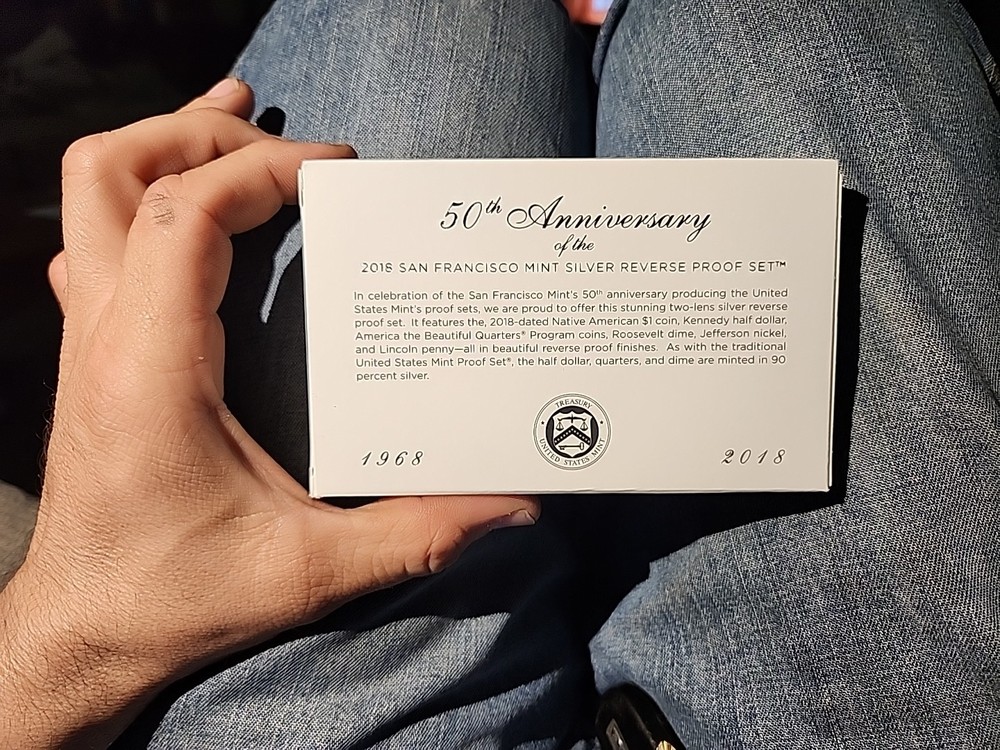 50th Anniversary
of the
2018 SAN FRANCISCO MINT SILVER REVERSE PROOF SET™
In celebration of the San Francisco Mint's 50th anniversary producing the United
States Mint's proof sets, we are proud to offer this stunning two-lens silver reverse
proof set. It features the, 2018-dated Native American $1 coin, Kennedy half dollar,
America the Beautiful Quarters® Program coins, Roosevelt dime, Jefferson nickel,
and Lincoln penny—all in beautiful reverse proof finishes. As with the traditional
United States Mint Proof Set®, the half dollar, quarters, and dime are minted in 90
percent silver.
TREASURY
UNITED STATES MINT
1968
2018